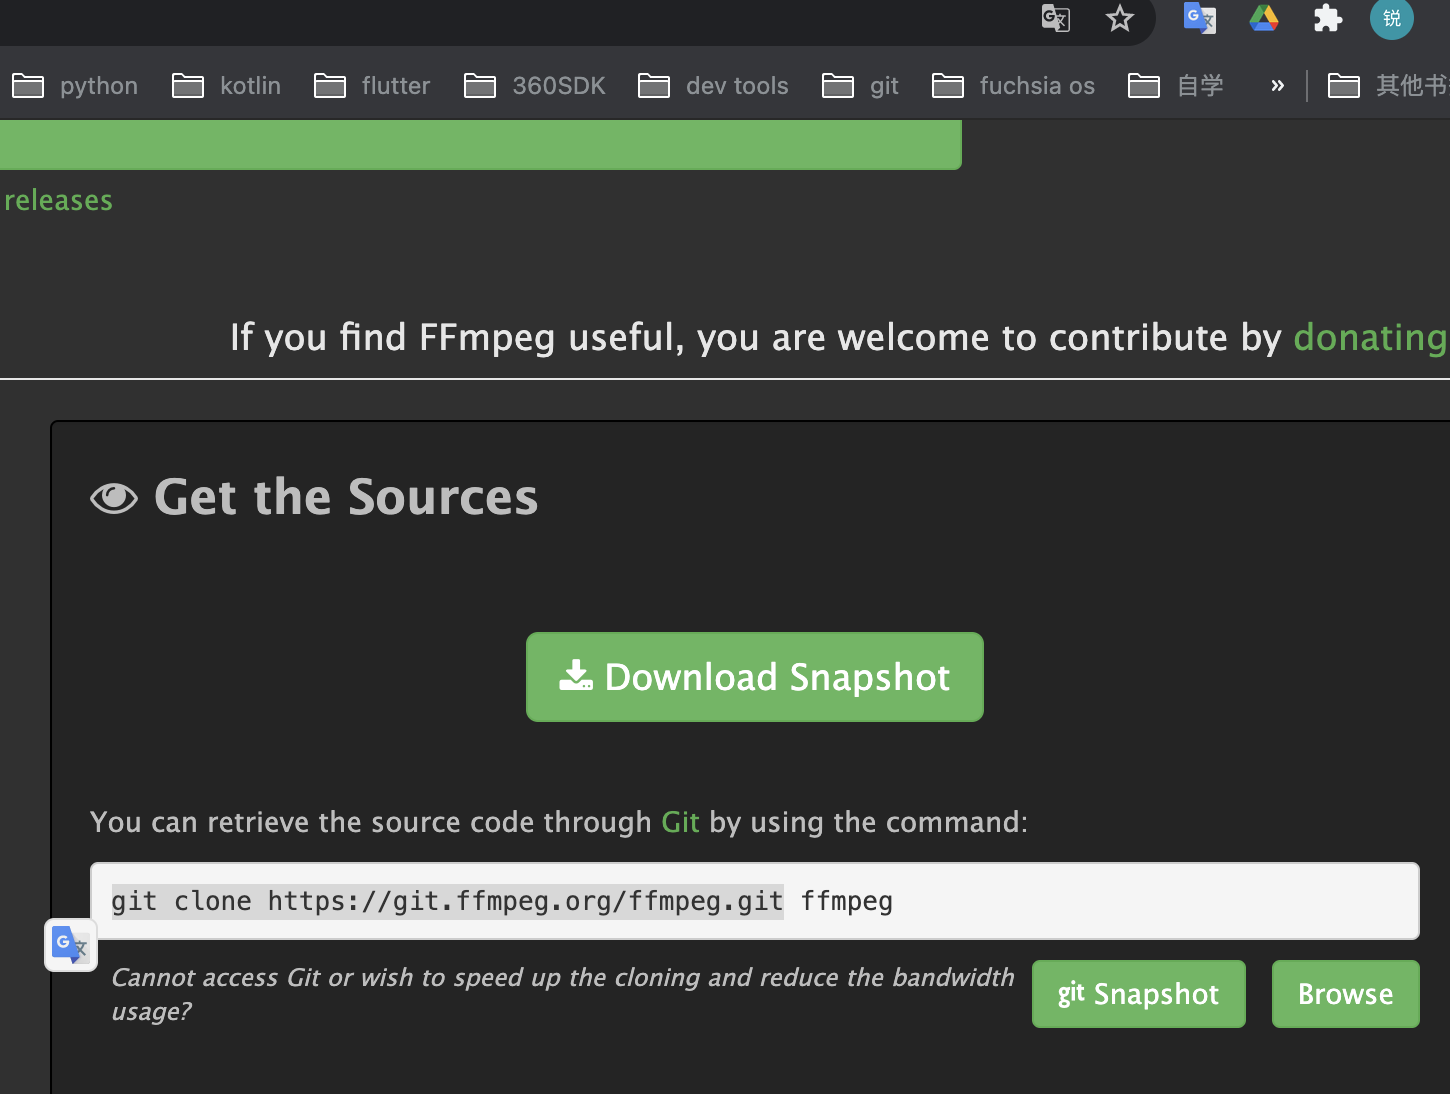 锐
python kotlin flutter 360SDK dev tools git fuchsia os 自学 » 其他书
releases
If you find FFmpeg useful, you are welcome to contribute by donating
Get the Sources
Download Snapshot
You can retrieve the source code through Git by using the command:
git clone https://git.ffmpeg.org/ffmpeg.git ffmpeg
Cannot access Git or wish to speed up the cloning and reduce the bandwidth
usage?
git Snapshot
Browse